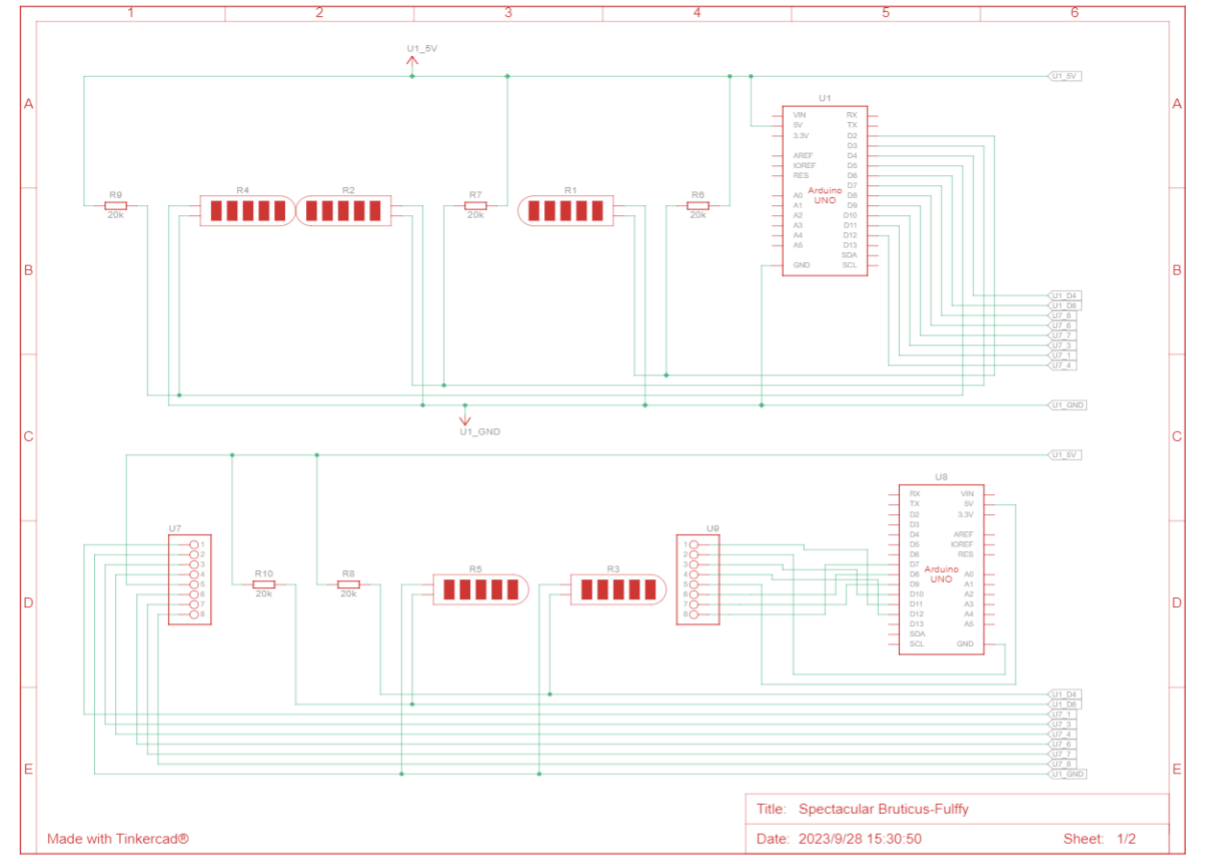 1 2 3 4 5 6
U1_5V
U1_5V
A A
U1
VIN RX
5V TX
3.3V D2
D3
AREF D4
IOREF D5
RES D6
D7
A0 D8
A1 D9
A2 D10
A3 D11
A4 D12
A5 D13
SDA
GND SCL
Arduino
UNO
R9 R4 R2 R7 R1 R6
20k 20k 20k
B B
U1_D4
U1_D6
U7_8
U7_6
U7_7
U7_3
U7_1
U7_4
U1_GND
U1_GND
C C
U1_5V
U8
RX VIN
TX 5V
D2 3.3V
D3
D4 AREF
D5 IOREF
D6 RES
D7
D8 A0
D9 A1
D10 A2
D11 A3
D12 A4
D13 A5
SDA
SCL GND
Arduino
UNO
U7 U9
1 1
2 2
3 3
4 4
5 5
6 6
7 7
8 8
R10 R8 R5 R3
20k 20k
D D
U1_D4
U1_D6
U7_1
U7_3
U7_4
U7_6
U7_7
U7_8
U1_GND
E E
Title: Spectacular Bruticus-Fulffy
Made with Tinkercad® Date: 2023/9/28 15:30:50 Sheet: 1/2